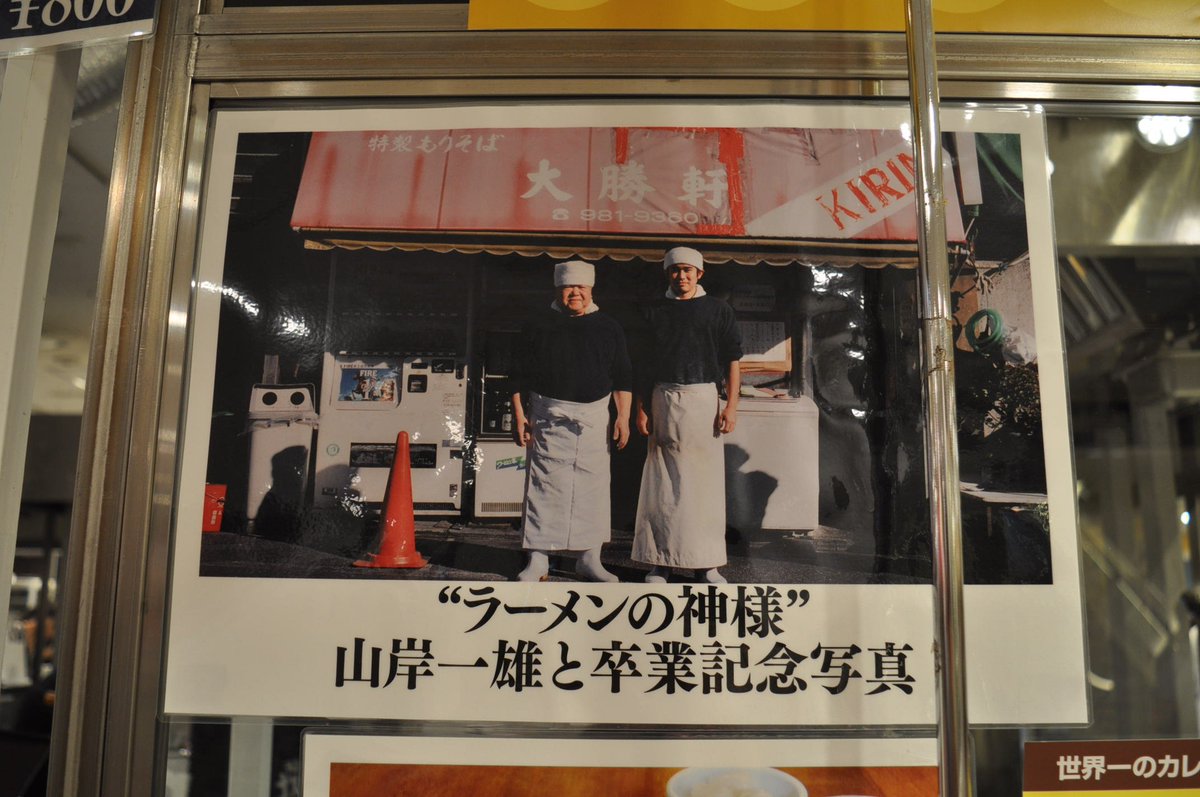 ¥800
特製もりそば
大勝軒
☎981-9360
KIRIN
FIRE
“ラーメンの神様”
山岸一雄と卒業記念写真
世界一のカレ